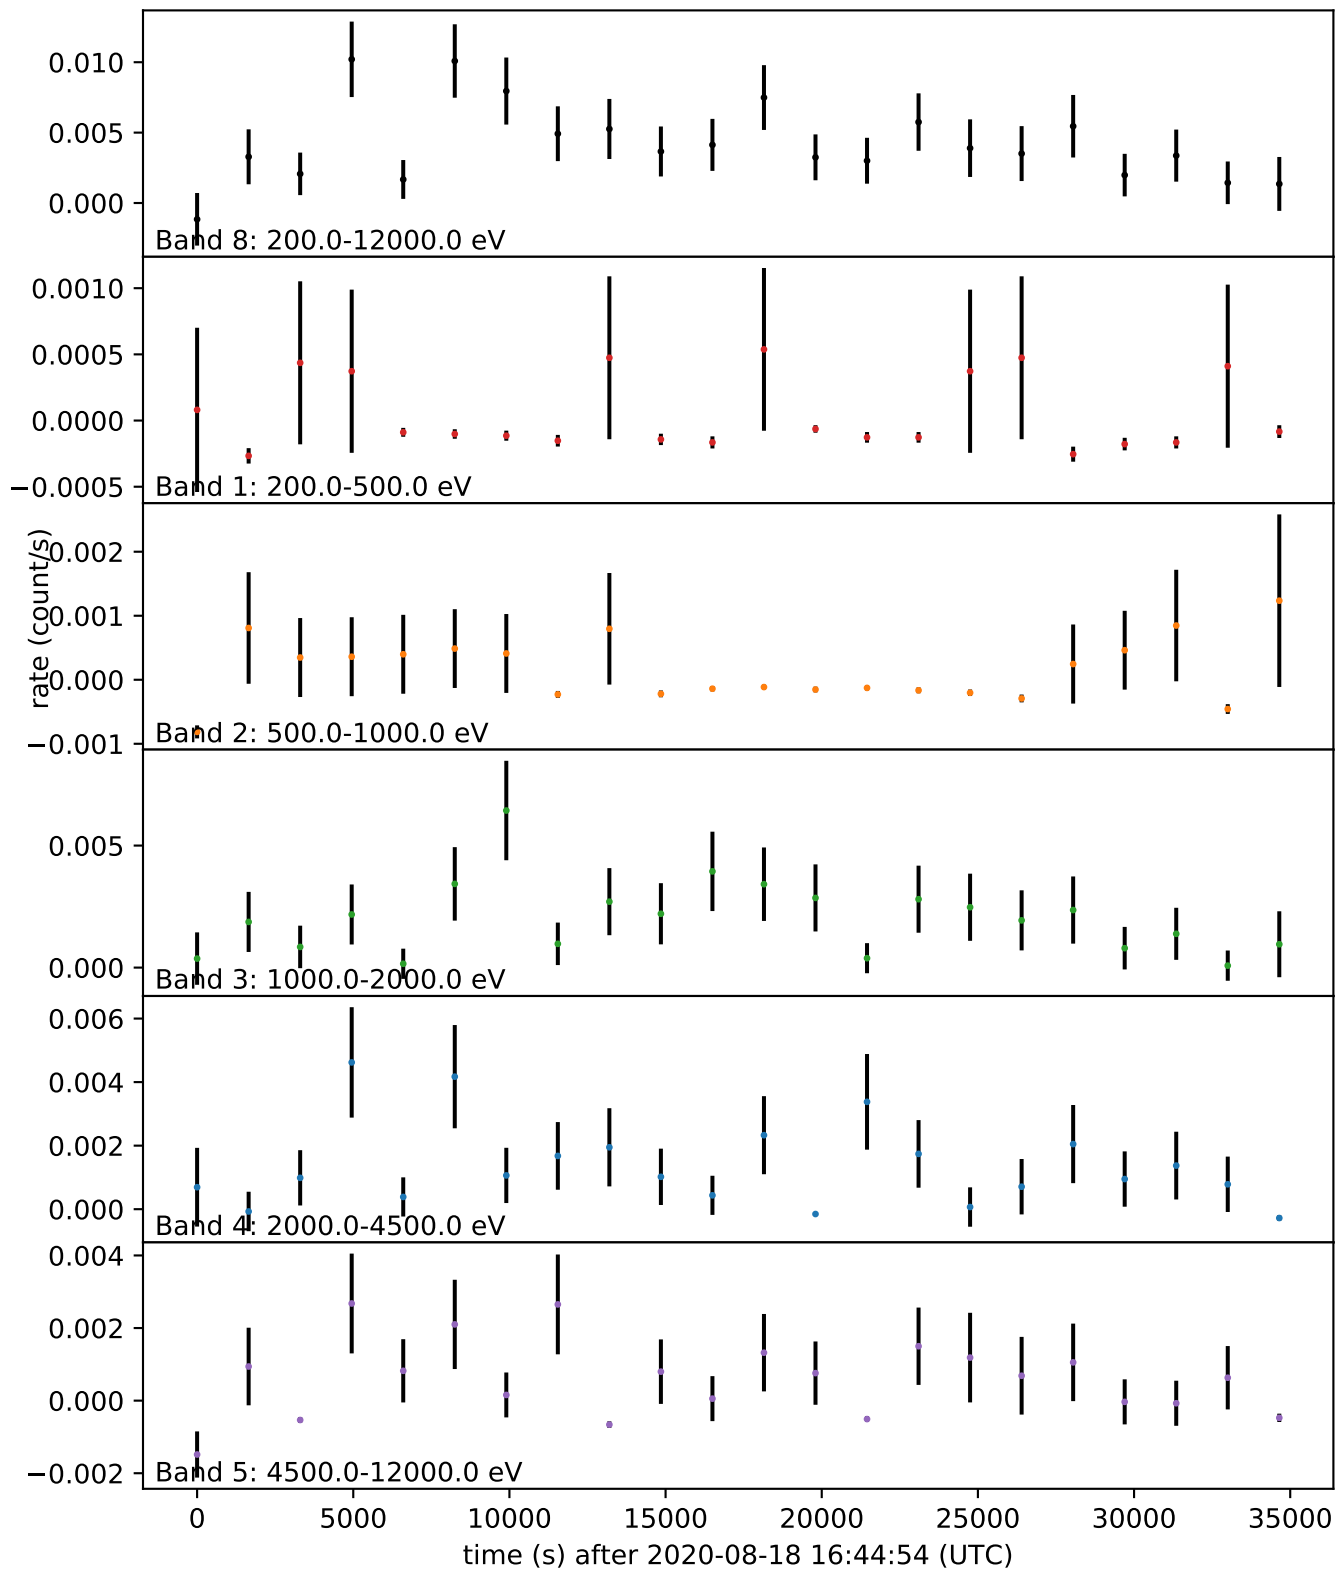 0.010
0.005
0.000
Band 8: 200.0-12000.0 eV
0.0010
0.0005
0.0000
−0.0005
Band 1: 200.0-500.0 eV
rate (count/s)
0.002
0.001
0.000
−0.001
Band 2: 500.0-1000.0 eV
0.005
0.000
Band 3: 1000.0-2000.0 eV
0.006
0.004
0.002
0.000
Band 4: 2000.0-4500.0 eV
0.004
0.002
0.000
−0.002
Band 5: 4500.0-12000.0 eV
0 5000 10000 15000 20000 25000 30000 35000
time (s) after 2020-08-18 16:44:54 (UTC)